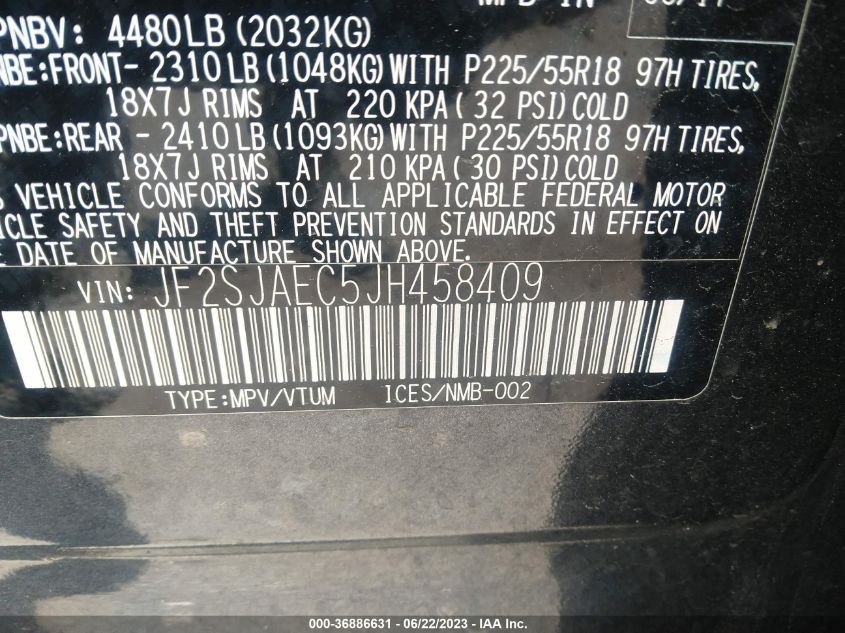 MFD IN
PNBV: 4480LB (2032KG)
NBE:FRONT- 2310LB (1048KG)WITH P225/55R18 97H TIRES,
18X7J RIMS AT 220 KPA( 32 PSI)COLD
PNBE:REAR - 2410LB (1093KG)WITH P225/55R18 97H TIRES,
18X7J RIMS AT 210 KPA( 30 PSI)COLD
S VEHICLE CONFORMS TO ALL APPLICABLE FEDERAL MOTOR
ICLE SAFETY AND THEFT PREVENTION STANDARDS IN EFFECT ON
E DATE OF MANUFACTURE SHOWN ABOVE.
VIN: JF2SJAEC5JH458409
TYPE:MPV/VTUM ICES/NMB-002
000-36886631 - 06/22/2023 - IAA Inc.